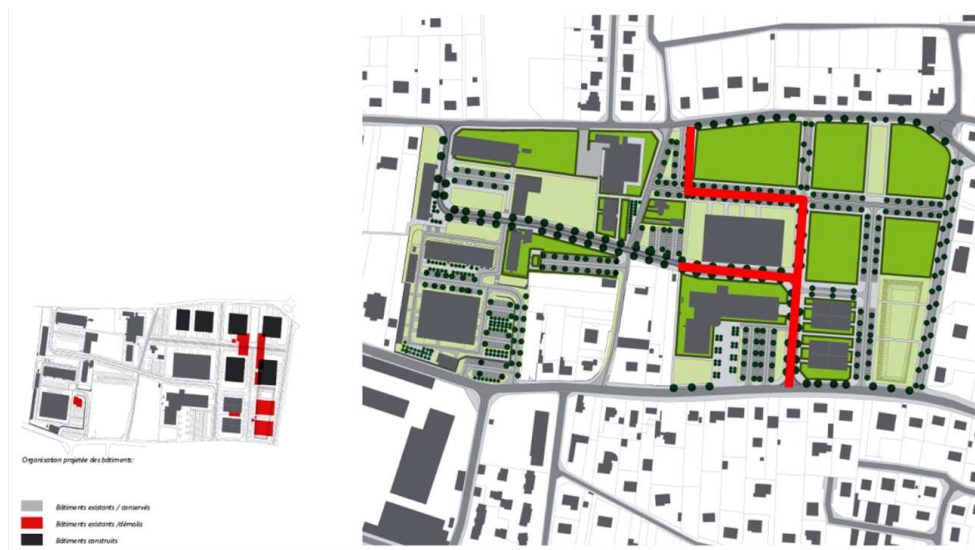 Organisation projetée des bâtiments:
Bâtiments existants / conservés
Bâtiments existants /démolis
Bâtiments construits